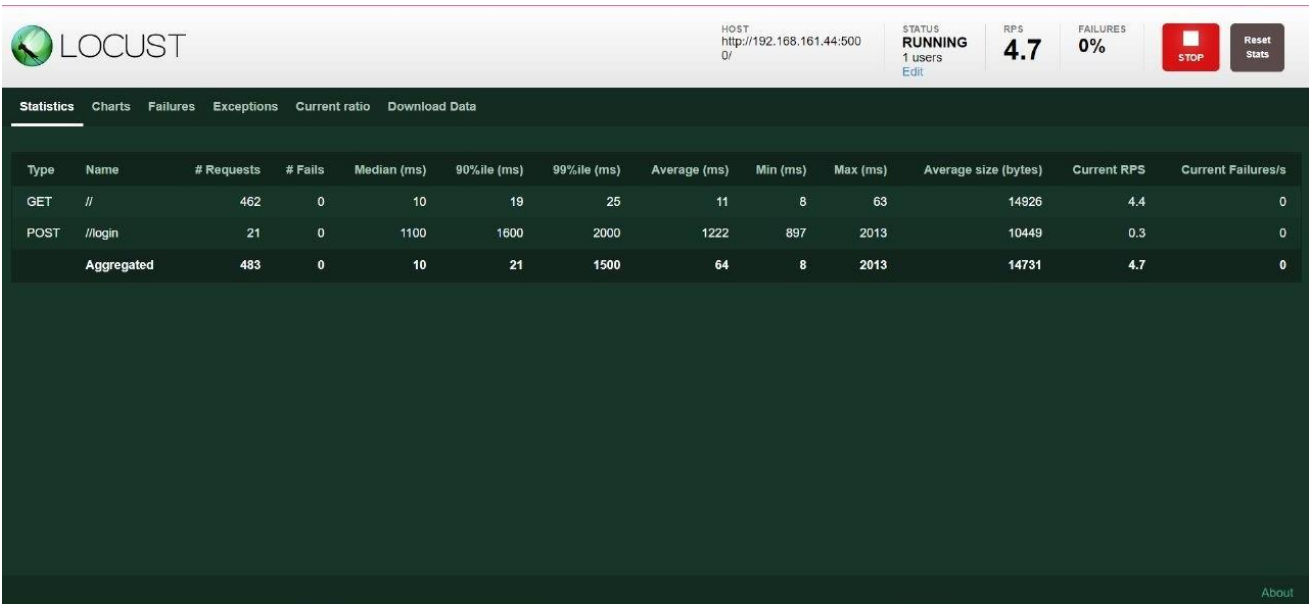 LOCUST
HOST
http://192.168.161.44:500
0/
STATUS
RUNNING
1 users
Edit
RPS
4.7
FAILURES
0%
STOP
Reset
Stats
Statistics Charts Failures Exceptions Current ratio Download Data
Type Name # Requests # Fails Median (ms) 90%ile (ms) 99%ile (ms) Average (ms) Min (ms) Max (ms) Average size (bytes) Current RPS Current Failures/s
GET // 462 0 10 19 25 11 8 63 14926 4.4 0
POST //login 21 0 1100 1600 2000 1222 897 2013 10449 0.3 0
Aggregated 483 0 10 21 1500 64 8 2013 14731 4.7 0
About